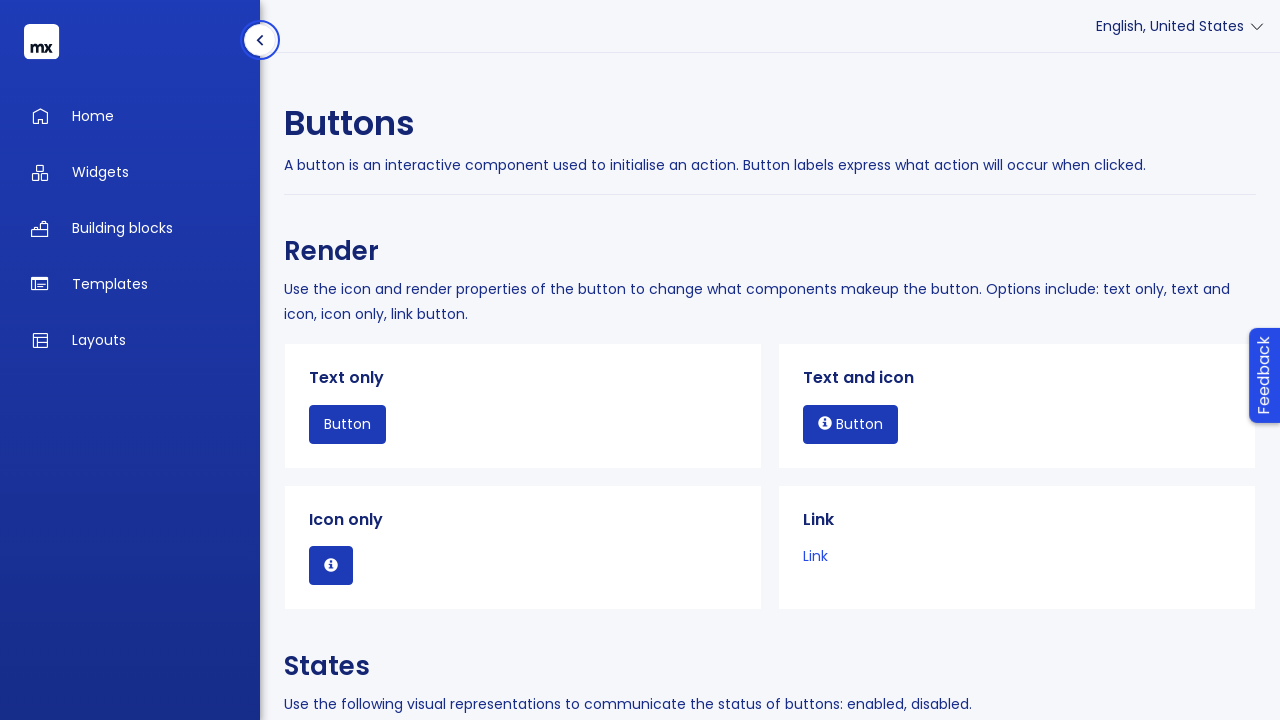 mx
Home
Widgets
Building blocks
Templates
Layouts
English, United States
Buttons
A button is an interactive component used to initialise an action. Button labels express what action will occur when clicked.
Render
Use the icon and render properties of the button to change what components makeup the button. Options include: text only, text and
icon, icon only, link button.
Text only
Button
Text and icon
Button
Icon only
Link
Link
Feedback
States
Use the following visual representations to communicate the status of buttons: enabled, disabled.